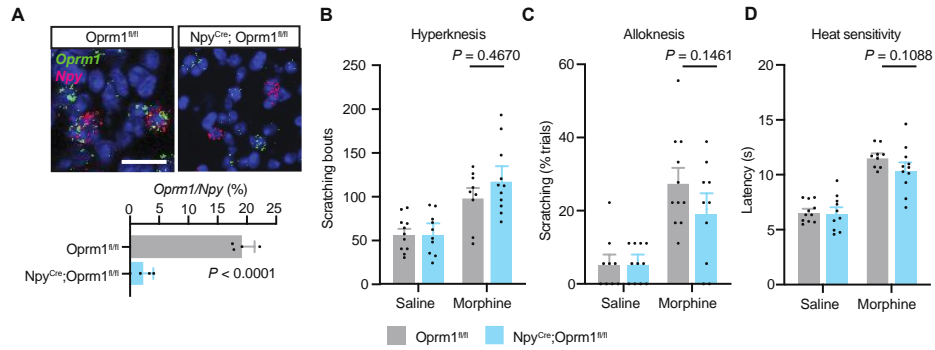 A
Oprm1fl/fl
NpyCre; Oprm1fl/fl
Oprm1
Npy
Oprm1/Npy (%)
0 5 10 15 20 25
Oprm1fl/fl
NpyCre;Oprm1fl/fl
P < 0.0001
B
Hyperknesis
P = 0.4670
Scratching bouts
250
200
150
100
50
0
Saline Morphine
C
Alloknesis
P = 0.1461
Scratching (% trials)
60
40
20
0
Saline Morphine
D
Heat sensitivity
P = 0.1088
Latency (s)
20
15
10
5
0
Saline Morphine
Oprm1fl/fl
NpyCre;Oprm1fl/fl